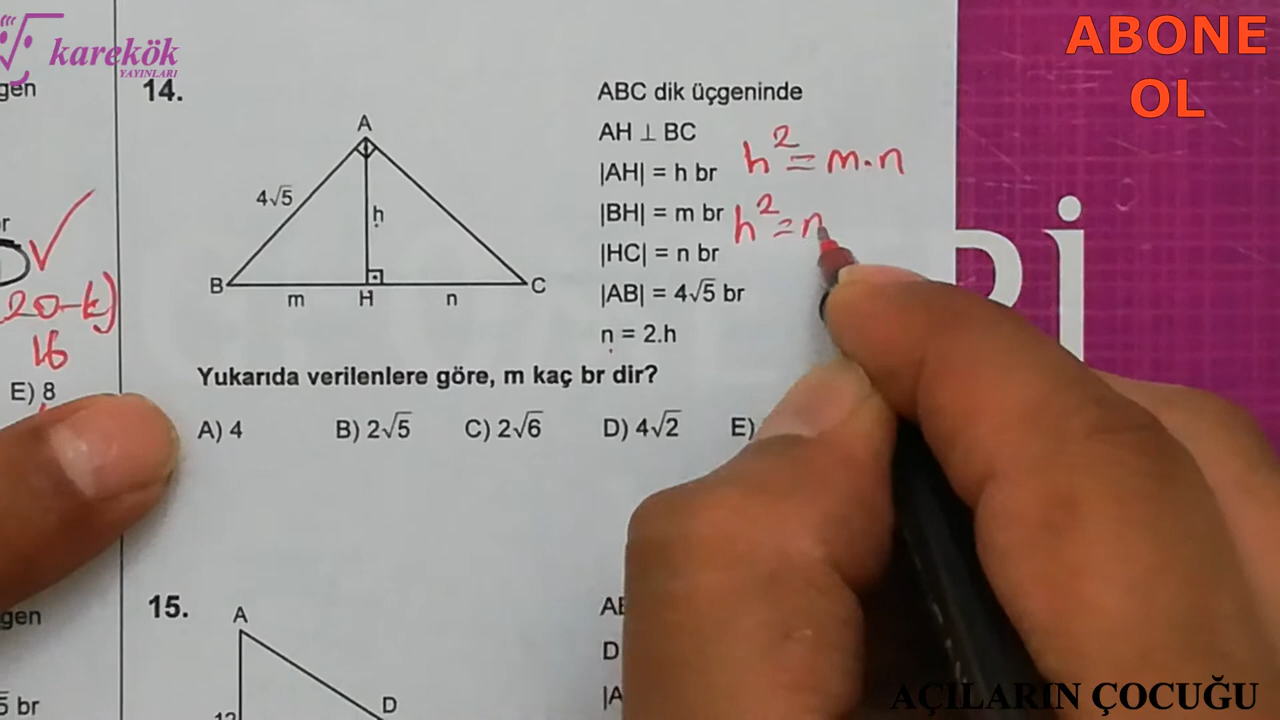 karekök
YAYINLARI
ABONE
OL
gen
r
20-k)
16
E) 8
gen
5 br
14.
A
4√5
h
B
m
H
n
C
ABC dik üçgeninde
AH ⊥ BC
|AH| = h br
|BH| = m br
|HC| = n br
|AB| = 4√5 br
n = 2.h
h² = m.n
h² =
Yukarıda verilenlere göre, m kaç br dir?
A) 4 B) 2√5 C) 2√6 D) 4√2 E)
15.
A
D
12
D
|A
AÇILARIN ÇOCUĞU